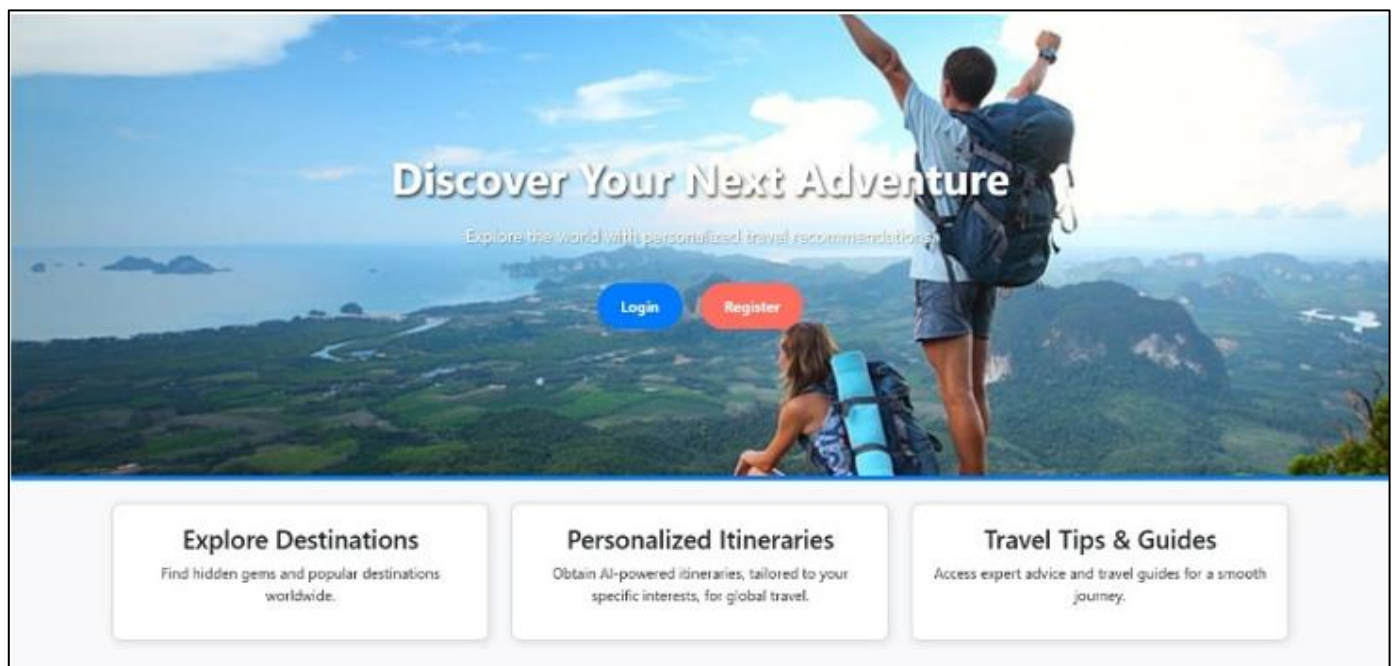 Discover Your Next Adventure
Explore the world with personalized travel recommendations.
Login
Register
Explore Destinations
Find hidden gems and popular destinations
worldwide.
Personalized Itineraries
Obtain AI-powered itineraries, tailored to your
specific interests, for global travel.
Travel Tips & Guides
Access expert advice and travel guides for a smooth
journey.